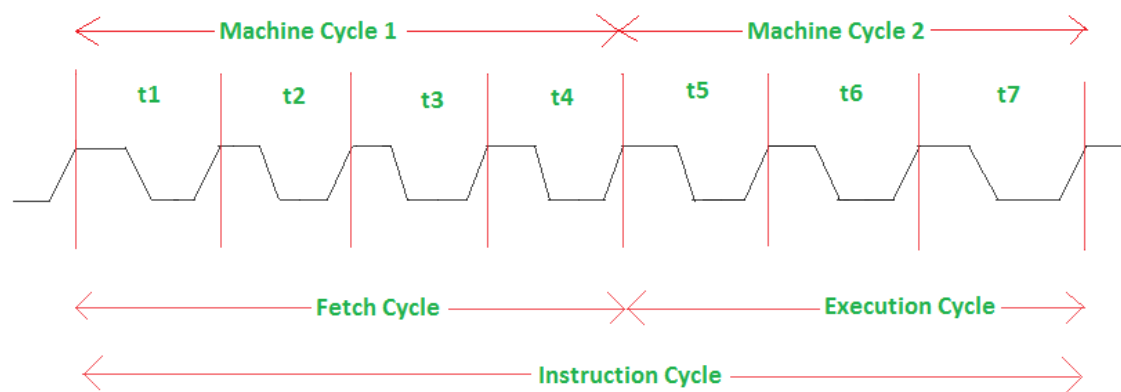 Machine Cycle 1 Machine Cycle 2
t1 t2 t3 t4 t5 t6 t7
Fetch Cycle Execution Cycle
Instruction Cycle